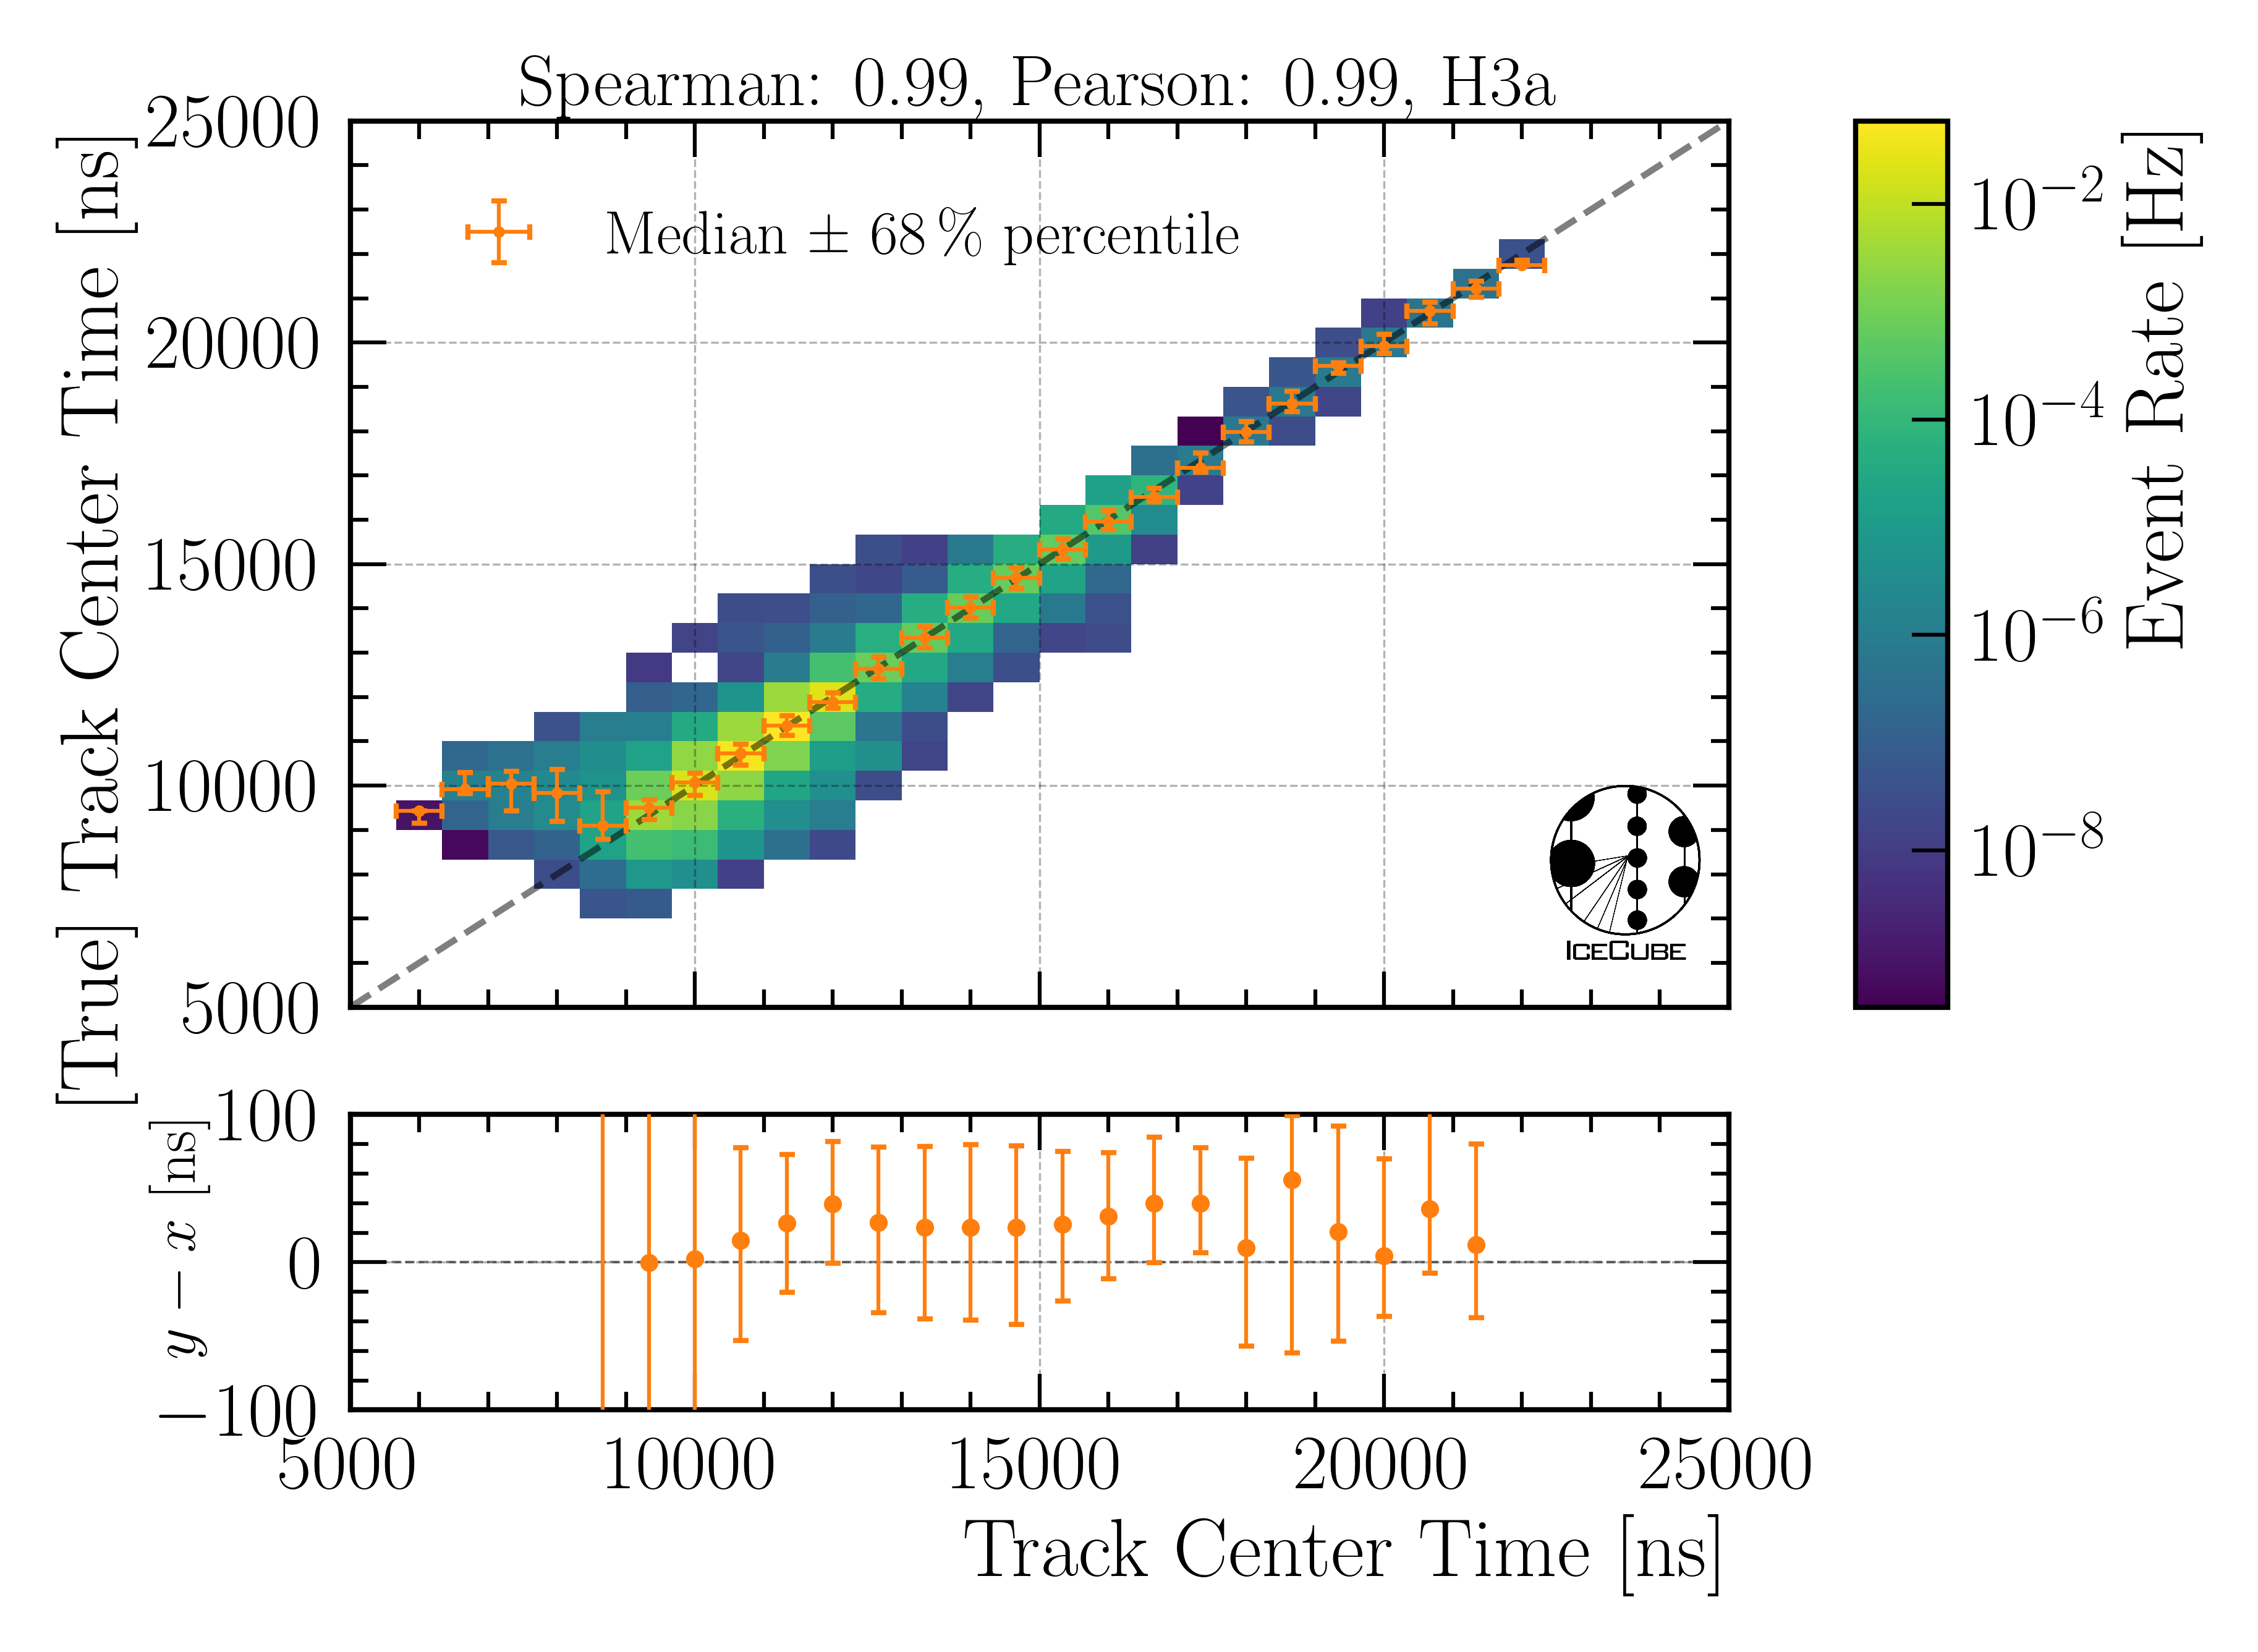 Spearman: 0.99, Pearson: 0.99, H3a
[True] Track Center Time [ns]
25000
20000
15000
10000
5000
Median ± 68 % percentile
ICECUBE
10⁻²
10⁻⁴
10⁻⁶
10⁻⁸
Event Rate [Hz]
y − x [ns]
100
0
−100
5000 10000 15000 20000 25000
Track Center Time [ns]